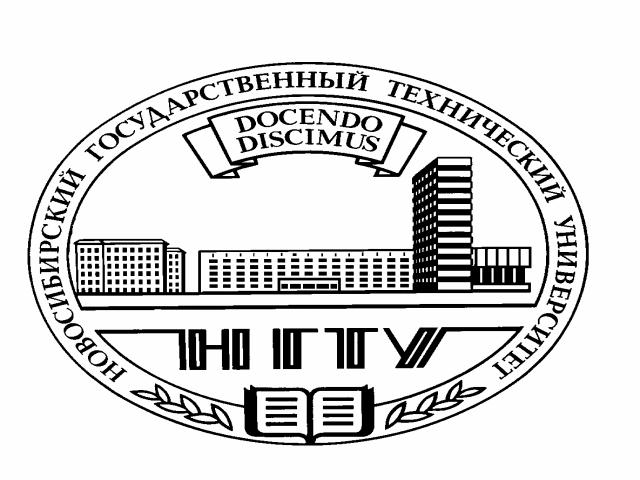 НОВОСИБИРСКИЙ ГОСУДАРСТВЕННЫЙ ТЕХНИЧЕСКИЙ УНИВЕРСИТЕТ
DOCENDO
DISCIMUS
НГТУ